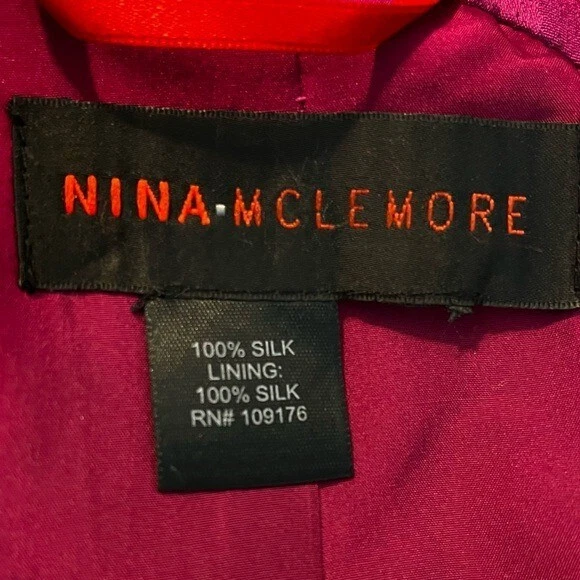 NINA·MCLEMORE
100% SILK
LINING:
100% SILK
RN# 109176